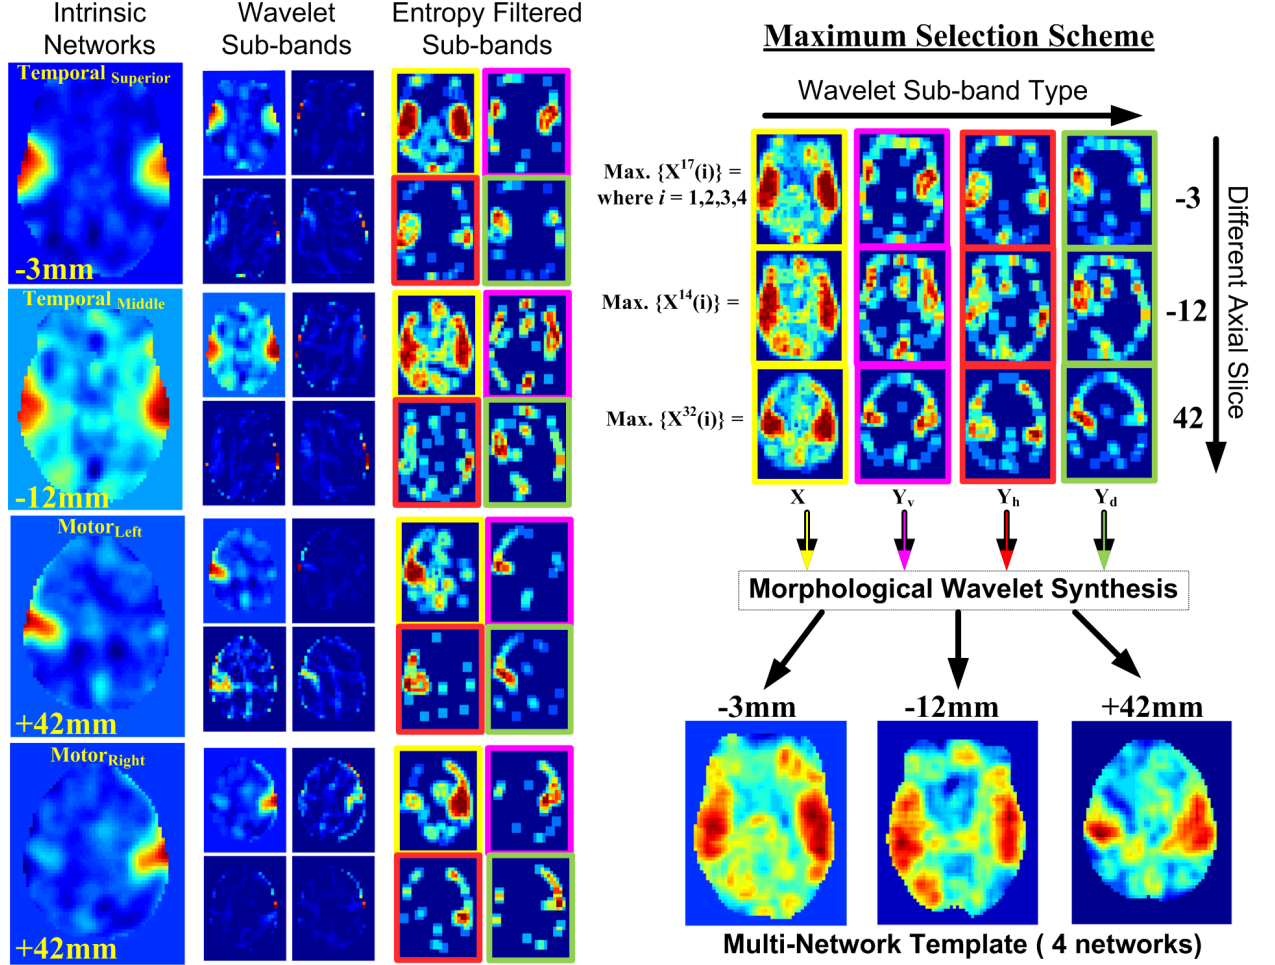 Intrinsic
Networks
Wavelet
Sub-bands
Entropy Filtered
Sub-bands
Temporal Superior
-3mm
Temporal Middle
-12mm
MotorLeft
+42mm
MotorRight
+42mm
Maximum Selection Scheme
Wavelet Sub-band Type
Max. {X17(i)} =
where i = 1,2,3,4
-3
Max. {X14(i)} =
-12
Max. {X32(i)} =
42
Different Axial Slice
X Yv Yh Yd
Morphological Wavelet Synthesis
-3mm -12mm +42mm
Multi-Network Template ( 4 networks)